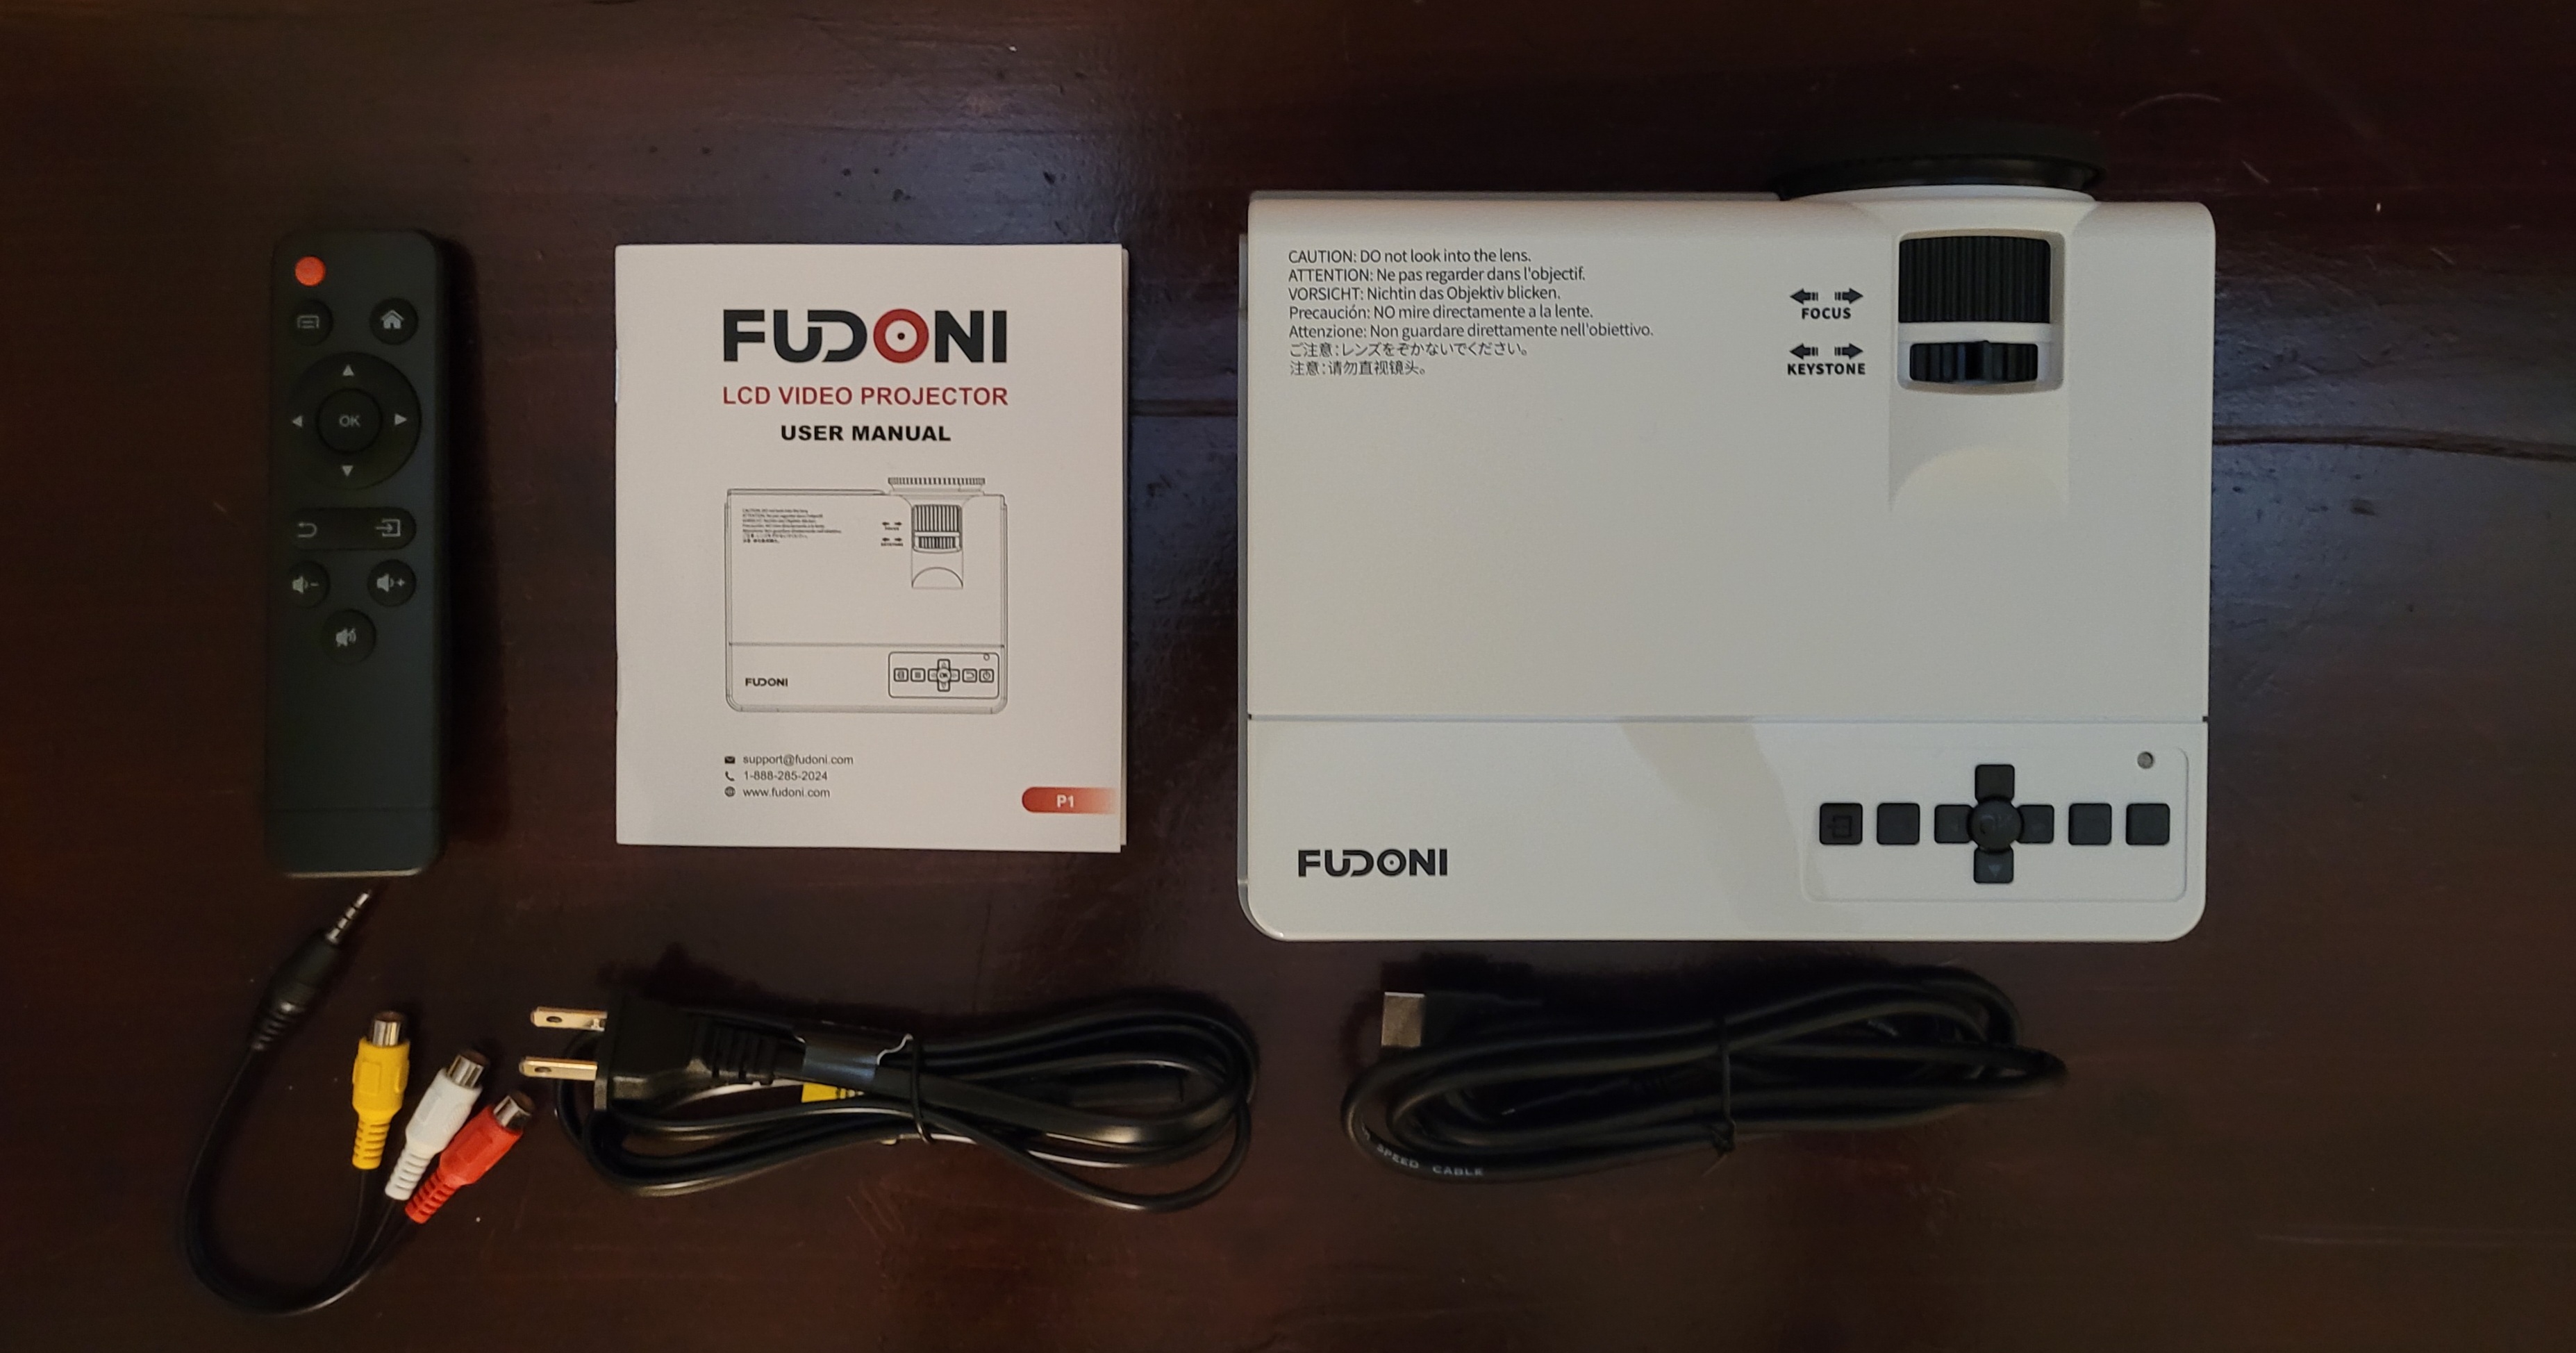 OK
FUDONI
LCD VIDEO PROJECTOR
USER MANUAL
FUDONI
support@fudoni.com
1-888-285-2024
www.fudoni.com
P1
CAUTION: DO not look into the lens.
ATTENTION: Ne pas regarder dans l'objectif.
VORSICHT: Nichtin das Objektiv blicken.
Precaución: NO mire directamente a la lente.
Attenzione: Non guardare direttamente nell'obiettivo.
ご注意:レンズをぞかないでください。
注意:请勿直视镜头。
FOCUS
KEYSTONE
FUDONI
OK
SPEED CABLE